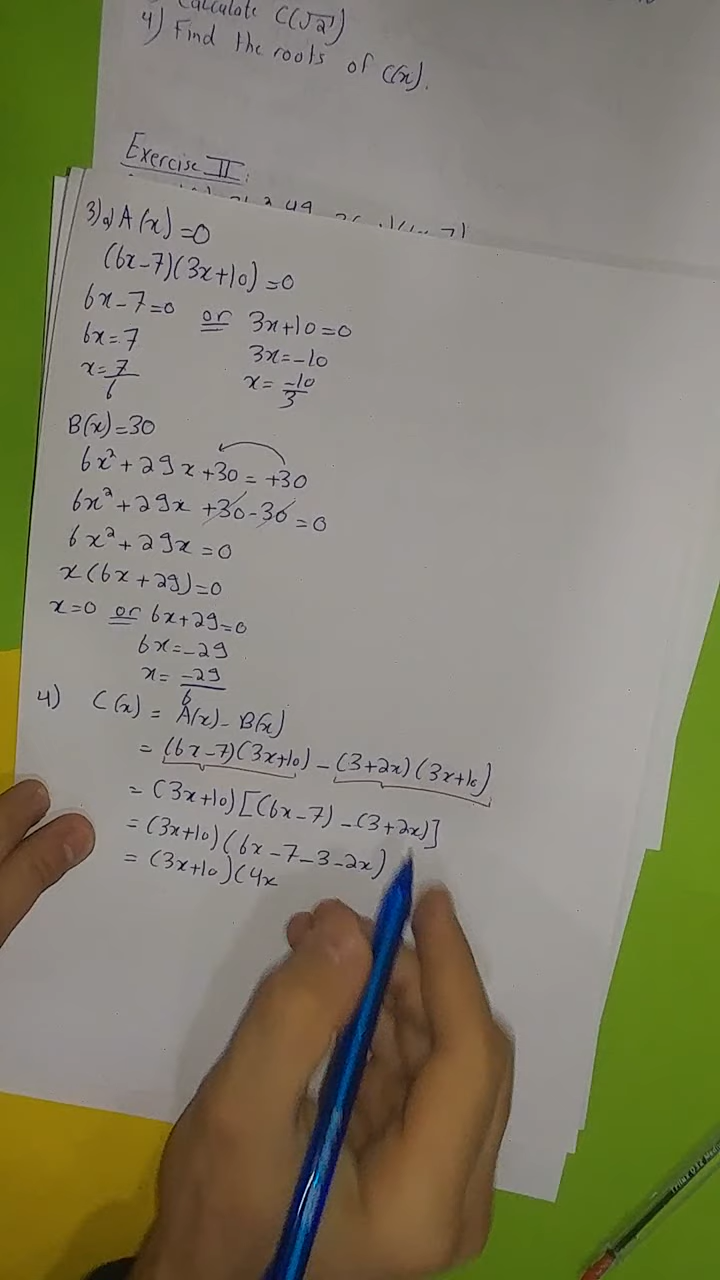 Calculate C(√2)
4) Find the roots of C(x).
Exercise II:
3)a) A(x)=0
(6x-7)(3x+10)=0
6x-7=0 or 3x+10=0
6x=7 3x=-10
x=7/6 x=-10/3
B(x)=30
6x²+29x+30=+30
6x²+29x+30-30=0
6x²+29x=0
x(6x+29)=0
x=0 or 6x+29=0
6x=-29
x=-29/6
4) C(x)=A(x)-B(x)
=(6x-7)(3x+10)-(3+2x)(3x+10)
=(3x+10)[(6x-7)-(3+2x)]
=(3x+10)(6x-7-3-2x)
=(3x+10)(4x